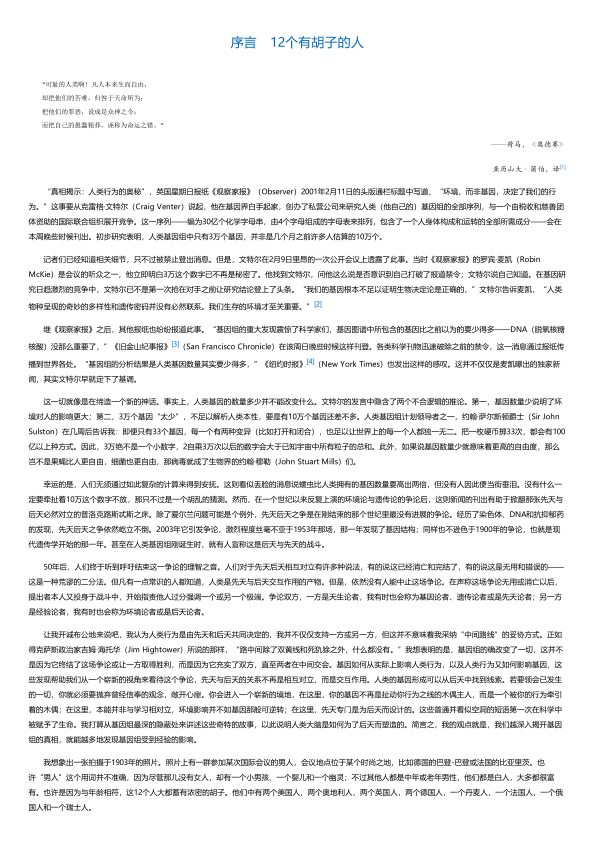 序言　12个有胡子的人
“可耻的人类啊！凡人本来生而自由，
却把他们的苦难，归咎于天命所为；
把他们的罪恶，说成是众神之令；
而把自己的愚蠢粗莽，诬称为命运之错。”
——荷马，《奥德赛》
亚历山大·蒲伯，译[1]
“真相揭示：人类行为的奥秘”，英国星期日报纸《观察家报》（Observer）2001年2月11日的头版通栏标题中写道，“环境，而非基因，决定了我们的行
为。”这事要从克雷格·文特尔（Craig Venter）说起，他在基因界白手起家，创办了私营公司来研究人类（他自己的）基因组的全部序列，与一个由税收和慈善团
体资助的国际联合组织展开竞争。这一序列——编为30亿个化学字母串，由4个字母组成的字母表来排列，包含了一个人身体构成和运转的全部所需成分——会在
本周晚些时候刊出。初步研究表明，人类基因组中只有3万个基因，并非是几个月之前许多人估算的10万个。
记者们已经知道相关细节，只不过被禁止登出消息。但是，文特尔在2月9日里昂的一次公开会议上透露了此事。当时《观察家报》的罗宾·麦凯（Robin
McKie）是会议的听众之一，他立即明白3万这个数字已不再是秘密了。他找到文特尔，问他这么说是否意识到自己打破了报道禁令；文特尔说自己知道。在基因研
究日趋激烈的竞争中，文特尔已不是第一次抢在对手之前让研究结论登上了头条。“我们的基因根本不足以证明生物决定论是正确的，”文特尔告诉麦凯，“人类
物种呈现的奇妙的多样性和遗传密码并没有必然联系。我们生存的环境才至关重要。”[2]
继《观察家报》之后，其他报纸也纷纷报道此事。“基因组的重大发现震惊了科学家们，基因图谱中所包含的基因比之前以为的要少得多——DNA（脱氧核糖
核酸）没那么重要了，”《旧金山纪事报》[3]（San Francisco Chronicle）在该周日晚些时候这样刊登。各类科学刊物迅速破除之前的禁令，这一消息通过报纸传
播到世界各处。“基因组的分析结果是人类基因数量其实要少得多，”《纽约时报》[4]（New York Times）也发出这样的感叹。这并不仅仅是麦凯曝出的独家新
闻，其实文特尔早就定下了基调。
这一切就像是在缔造一个新的神话。事实上，人类基因的数量多少并不能改变什么。文特尔的发言中隐含了两个不合逻辑的推论。第一，基因数量少说明了环
境对人的影响更大；第二，3万个基因“太少”，不足以解析人类本性，要是有10万个基因还差不多。人类基因组计划领导者之一，约翰·萨尔斯顿爵士（Sir John
Sulston）在几周后告诉我：即便只有33个基因，每一个有两种变异（比如打开和闭合），也足以让世界上的每一个人都独一无二。把一枚硬币掷33次，都会有100
亿以上种方式。因此，3万绝不是一个小数字，2自乘3万次以后的数字会大于已知宇宙中所有粒子的总和。此外，如果说基因数量少就意味着更高的自由度，那么
岂不是果蝇比人更自由，细菌更自由，那病毒就成了生物界的约翰·穆勒（John Stuart Mills）们。
幸运的是，人们无须通过如此复杂的计算来得到安抚。这则看似丢脸的消息说蠕虫比人类拥有的基因数量要高出两倍，但没有人因此便当街垂泪。没有什么一
定要牵扯着10万这个数字不放，那只不过是一个胡乱的猜测。然而，在一个世纪以来反复上演的环境论与遗传论的争论后，这则新闻的刊出有助于掀翻那张先天与
后天必然对立的普洛克路斯忒斯之床。除了爱尔兰问题可能是个例外，先天后天之争是在刚结束的那个世纪里最没有进展的争论。经历了染色体、DNA和抗抑郁药
的发现，先天后天之争依然屹立不倒。2003年它引发争论，激烈程度丝毫不亚于1953年那场，那一年发现了基因结构；同样也不逊色于1900年的争论，也就是现
代遗传学开始的那一年。甚至在人类基因组刚诞生时，就有人宣称这是后天与先天的战斗。
50年后，人们终于听到呼吁结束这一争论的理智之音。人们对于先天后天相互对立有许多种说法，有的说这已经消亡和完结了，有的说这是无用和错误的——
这是一种荒谬的二分法。但凡有一点常识的人都知道，人类是先天与后天交互作用的产物。但是，依然没有人能中止这场争论。在声称这场争论无用或消亡以后，
提出者本人又投身于战斗中，开始指责他人过分强调一个或另一个极端。争论双方，一方是天生论者，我有时也会称为基因论者、遗传论者或是先天论者；另一方
是经验论者，我有时也会称为环境论者或是后天论者。
让我开诚布公地来说吧，我认为人类行为是由先天和后天共同决定的，我并不仅仅支持一方或另一方，但这并不意味着我采纳“中间路线”的妥协方式。正如
得克萨斯政治家吉姆·海托华（Jim Hightower）所说的那样，“路中间除了双黄线和死犰狳之外，什么都没有。”我想表明的是，基因组的确改变了一切，这并不
是因为它终结了这场争论或让一方取得胜利，而是因为它充实了双方，直至两者在中间交会。基因如何从实际上影响人类行为，以及人类行为又如何影响基因，这
些发现帮助我们从一个崭新的视角来看待这个争论，先天与后天的关系不再是相互对立，而是交互作用。人类的基因形成可以从后天中找到线索。若要领会已发生
的一切，你就必须要抛弃曾经信奉的观念，敞开心扉。你会进入一个崭新的境地，在这里，你的基因不再是扯动你行为之线的木偶主人，而是一个被你的行为牵引
着的木偶；在这里，本能并非与学习相对立，环境影响并不如基因那般可逆转；在这里，先天专门是为后天而设计的。这些普通并看似空洞的短语第一次在科学中
被赋予了生命。我打算从基因组最深的隐蔽处来讲述这些奇特的故事，以此说明人类大脑是如何为了后天而塑造的。简言之，我的观点就是，我们越深入揭开基因
组的真相，就能越多地发现基因受到经验的影响。
我想象出一张拍摄于1903年的照片。照片上有一群参加某次国际会议的男人，会议地点位于某个时尚之地，比如德国的巴登-巴登或法国的比亚里茨。也
许“男人”这个用词并不准确，因为尽管那儿没有女人，却有一个小男孩，一个婴儿和一个幽灵；不过其他人都是中年或老年男性，他们都是白人，大多都很富
有。也许是因为与年龄相符，这12个人大都蓄有浓密的胡子。他们中有两个美国人，两个奥地利人，两个英国人，两个德国人，一个丹麦人，一个法国人，一个俄
国人和一个瑞士人。